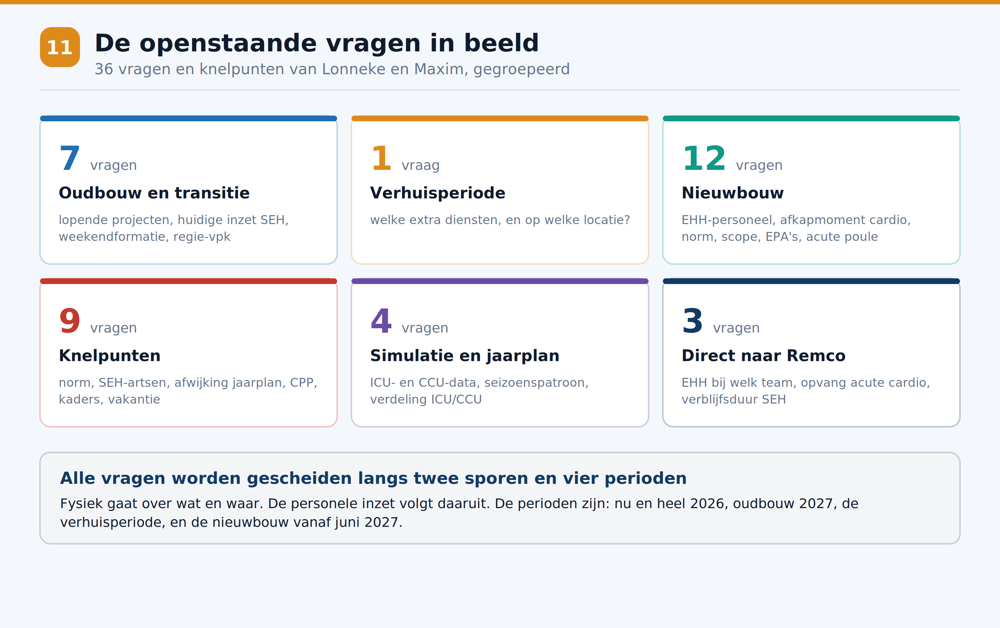 11
De openstaande vragen in beeld
36 vragen en knelpunten van Lonneke en Maxim, gegroepeerd
7 vragen
Oudbouw en transitie
lopende projecten, huidige inzet SEH,
weekendformatie, regie-vpk
1 vraag
Verhuisperiode
welke extra diensten, en op welke locatie?
12 vragen
Nieuwbouw
EHH-personeel, afkapmoment cardio,
norm, scope, EPA's, acute poule
9 vragen
Knelpunten
norm, SEH-artsen, afwijking jaarplan, CPP,
kaders, vakantie
4 vragen
Simulatie en jaarplan
ICU- en CCU-data, seizoenspatroon,
verdeling ICU/CCU
3 vragen
Direct naar Remco
EHH bij welk team, opvang acute cardio,
verblijfsduur SEH
Alle vragen worden gescheiden langs twee sporen en vier perioden
Fysiek gaat over wat en waar. De personele inzet volgt daaruit. De perioden zijn: nu en heel 2026, oudbouw 2027, de
verhuisperiode, en de nieuwbouw vanaf juni 2027.